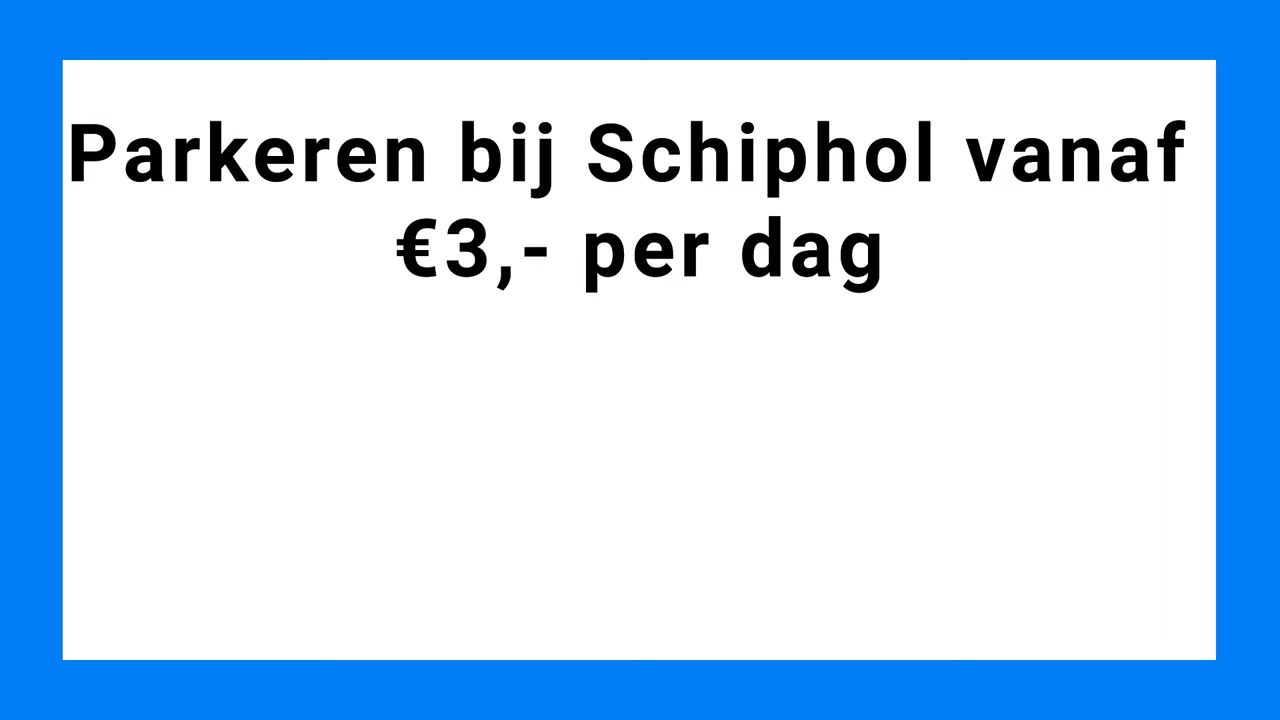 Parkeren bij Schiphol vanaf
€3,- per dag